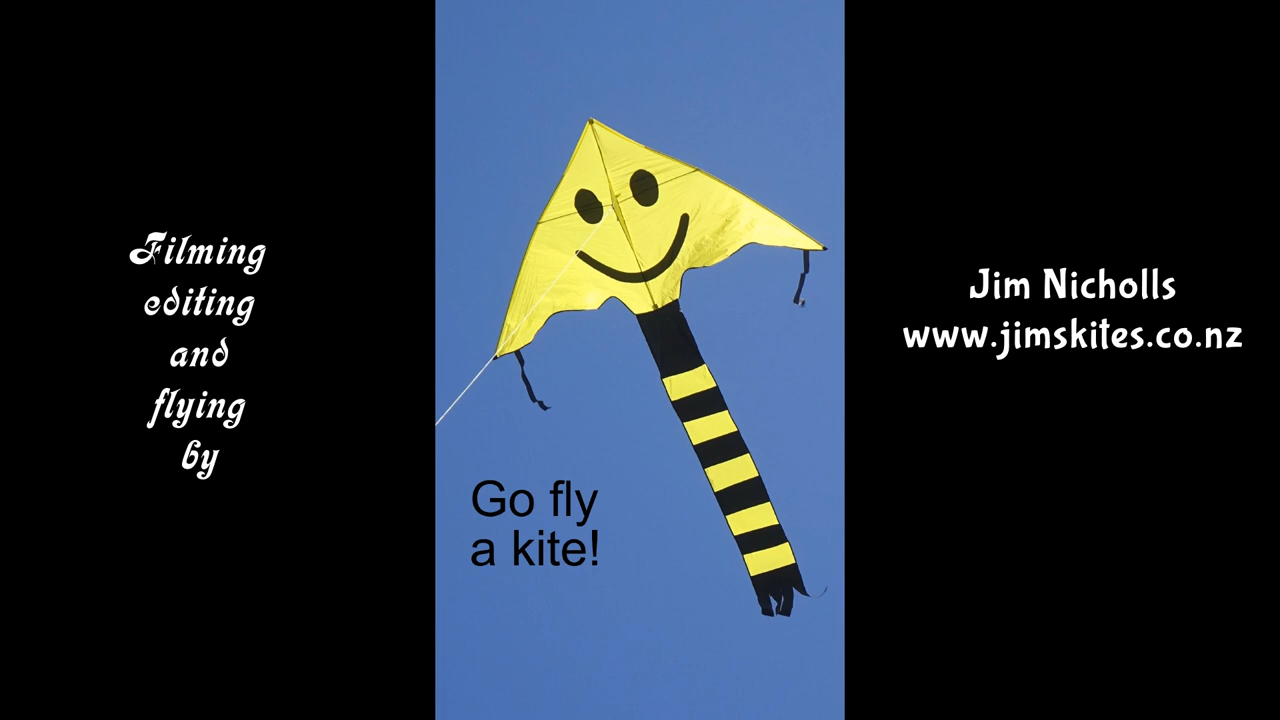 Filming
editing
and
flying
by
Go fly
a kite!
Jim Nicholls
www.jimskites.co.nz